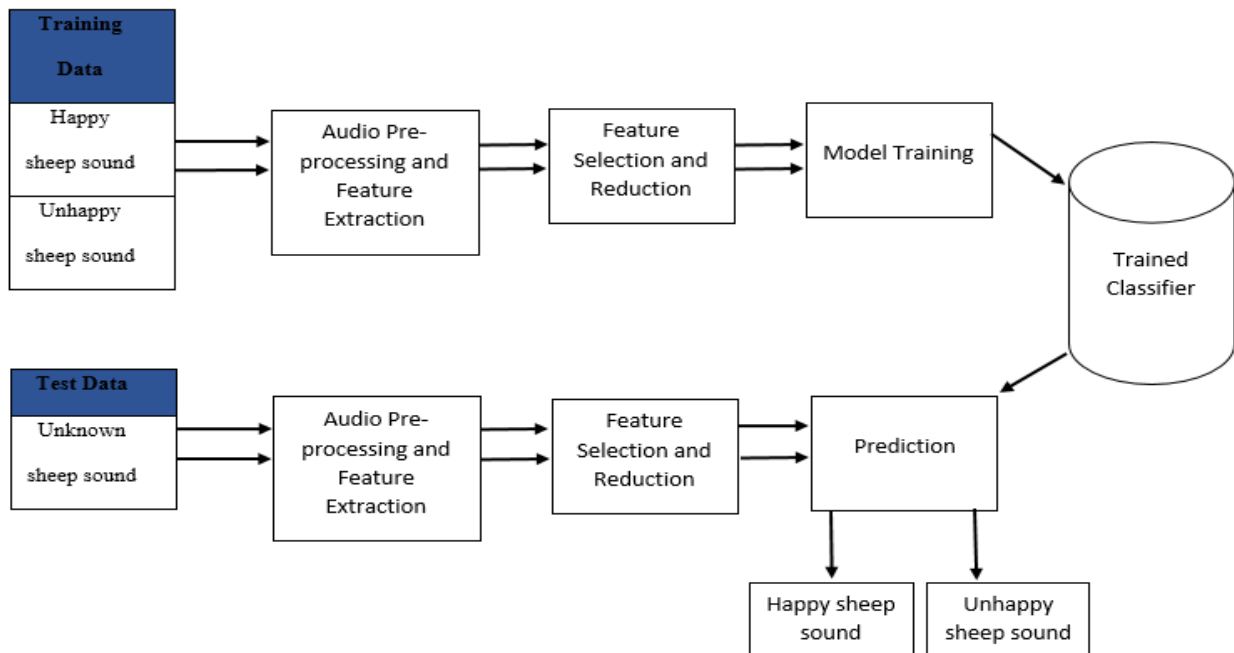 Training
Data
Happy
sheep sound
Unhappy
sheep sound
Audio Pre-
processing and
Feature
Extraction
Feature
Selection and
Reduction
Model Training
Trained
Classifier
Test Data
Unknown
sheep sound
Audio Pre-
processing and
Feature
Extraction
Feature
Selection and
Reduction
Prediction
Happy sheep
sound
Unhappy
sheep sound